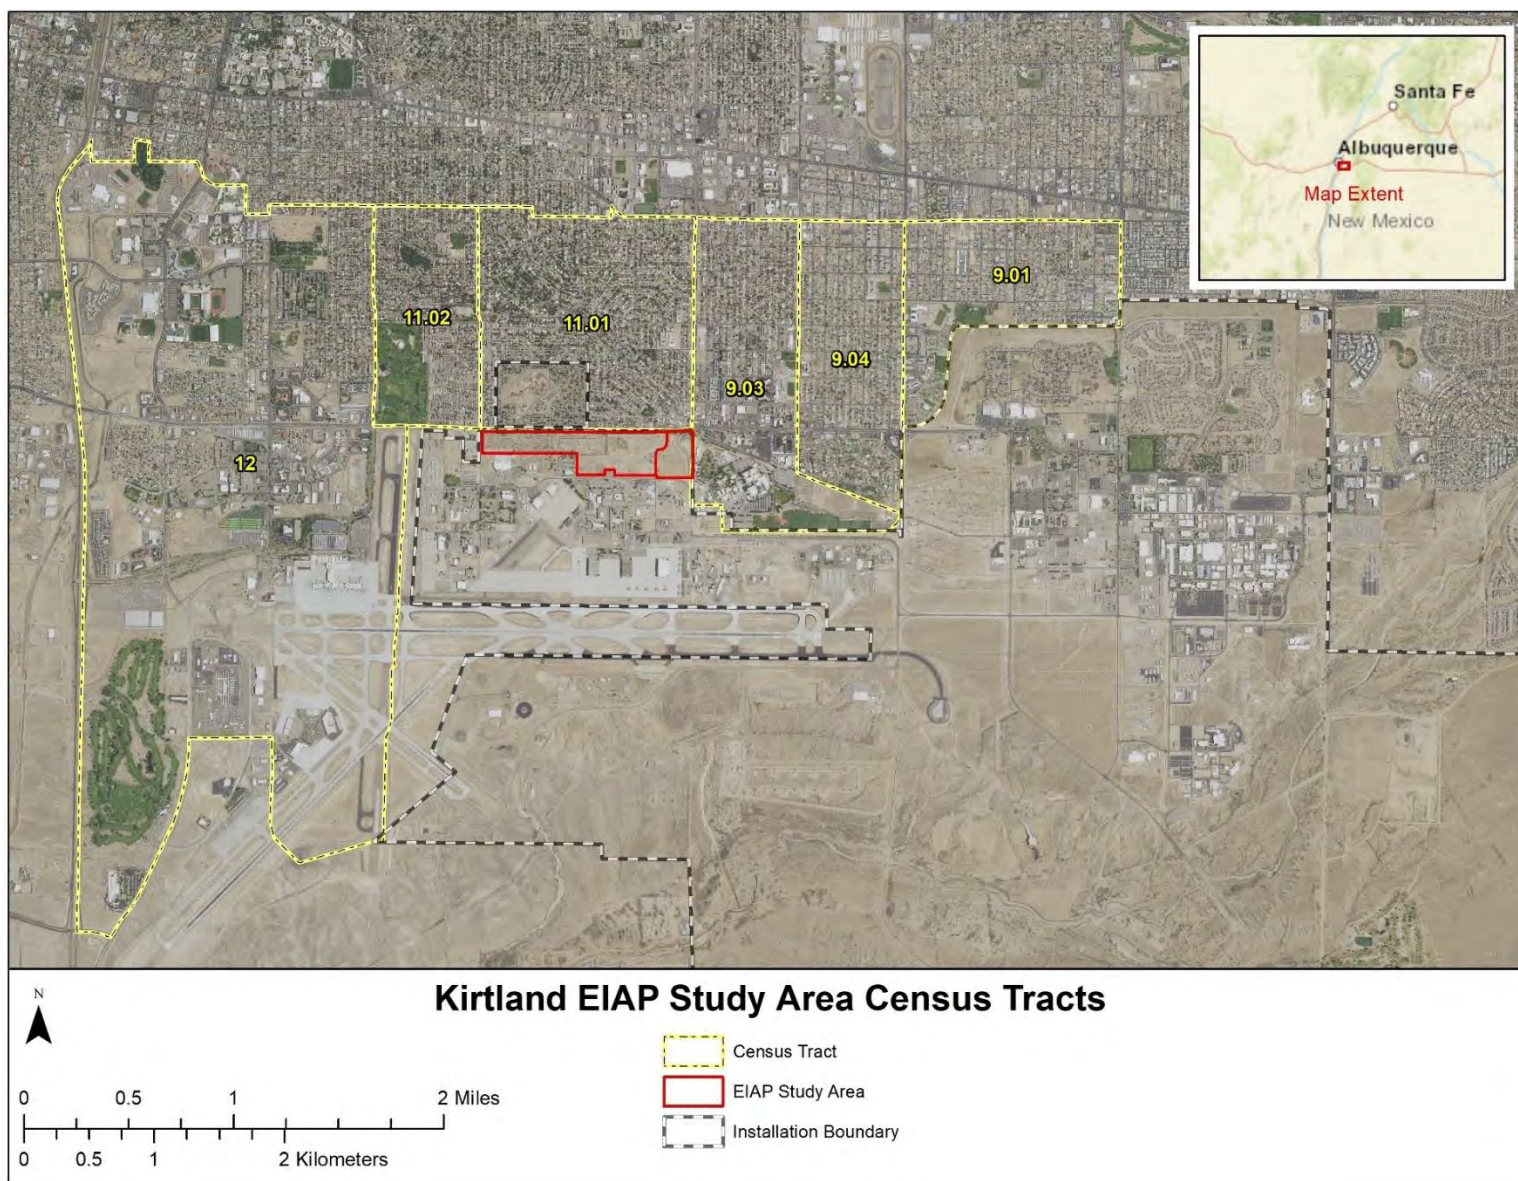 Santa Fe
Albuquerque
Map Extent
New Mexico
9.01
11.02
11.01
9.04
9.03
12
Kirtland EIAP Study Area Census Tracts
N
Census Tract
EIAP Study Area
Installation Boundary
0 0.5 1 2 Miles
0 0.5 1 2 Kilometers